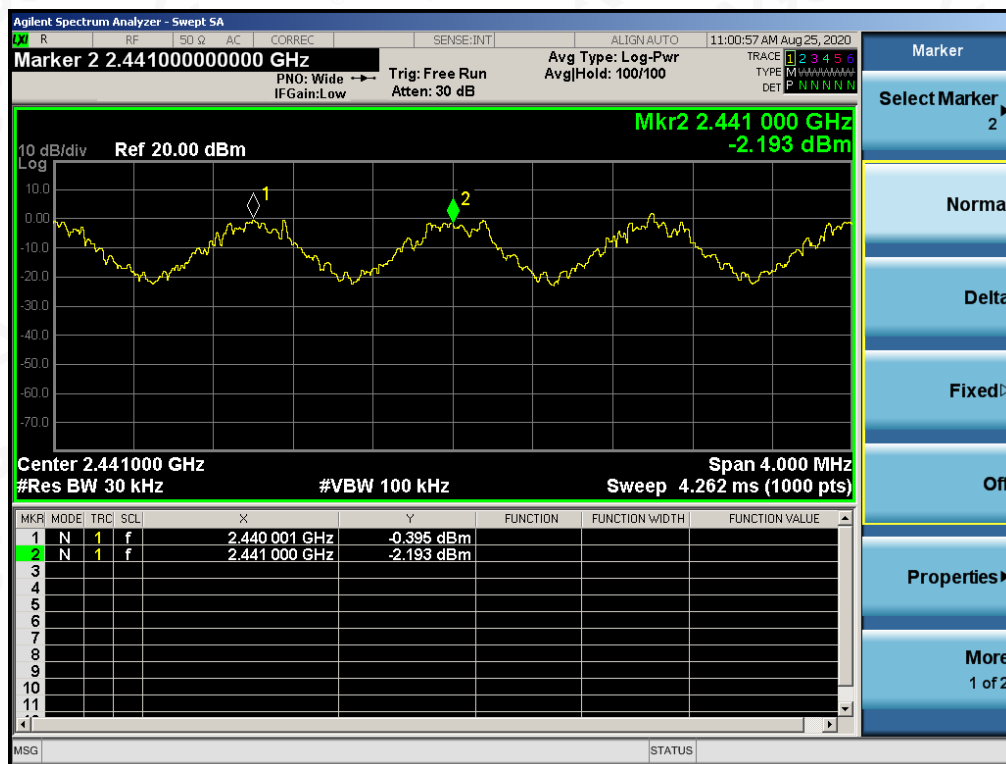 Agilent Spectrum Analyzer - Swept SA
LXI R RF 50 Ω AC CORREC SENSE:INT ALIGN AUTO 11:00:57 AM Aug 25, 2020
Marker 2 2.441000000000 GHz
PNO: Wide
IFGain:Low
Trig: Free Run
Atten: 30 dB
Avg Type: Log-Pwr
Avg|Hold: 100/100
TRACE 1 2 3 4 5 6
TYPE M
DET P N N N N N
Mkr2 2.441 000 GHz
-2.193 dBm
10 dB/div Ref 20.00 dBm
Log
10.0
0.00
-10.0
-20.0
-30.0
-40.0
-50.0
-60.0
-70.0
1
2
Center 2.441000 GHz Span 4.000 MHz
#Res BW 30 kHz #VBW 100 kHz Sweep 4.262 ms (1000 pts)
MKR MODE TRC SCL X Y FUNCTION FUNCTION WIDTH FUNCTION VALUE
1 N 1 f 2.440 001 GHz -0.395 dBm
2 N 1 f 2.441 000 GHz -2.193 dBm
3
4
5
6
7
8
9
10
11
MSG STATUS
Marker
Select Marker
2
Norma
Delta
Fixed
Off
Properties
More
1 of 2